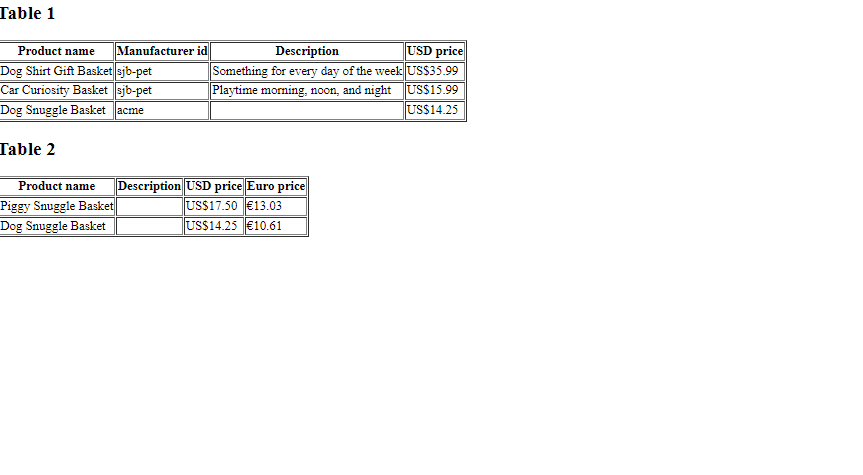 Table 1
Product name Manufacturer id Description USD price
Dog Shirt Gift Basket sjb-pet Something for every day of the week US$35.99
Car Curiosity Basket sjb-pet Playtime morning, noon, and night US$15.99
Dog Snuggle Basket acme US$14.25
Table 2
Product name Description USD price Euro price
Piggy Snuggle Basket US$17.50 €13.03
Dog Snuggle Basket US$14.25 €10.61